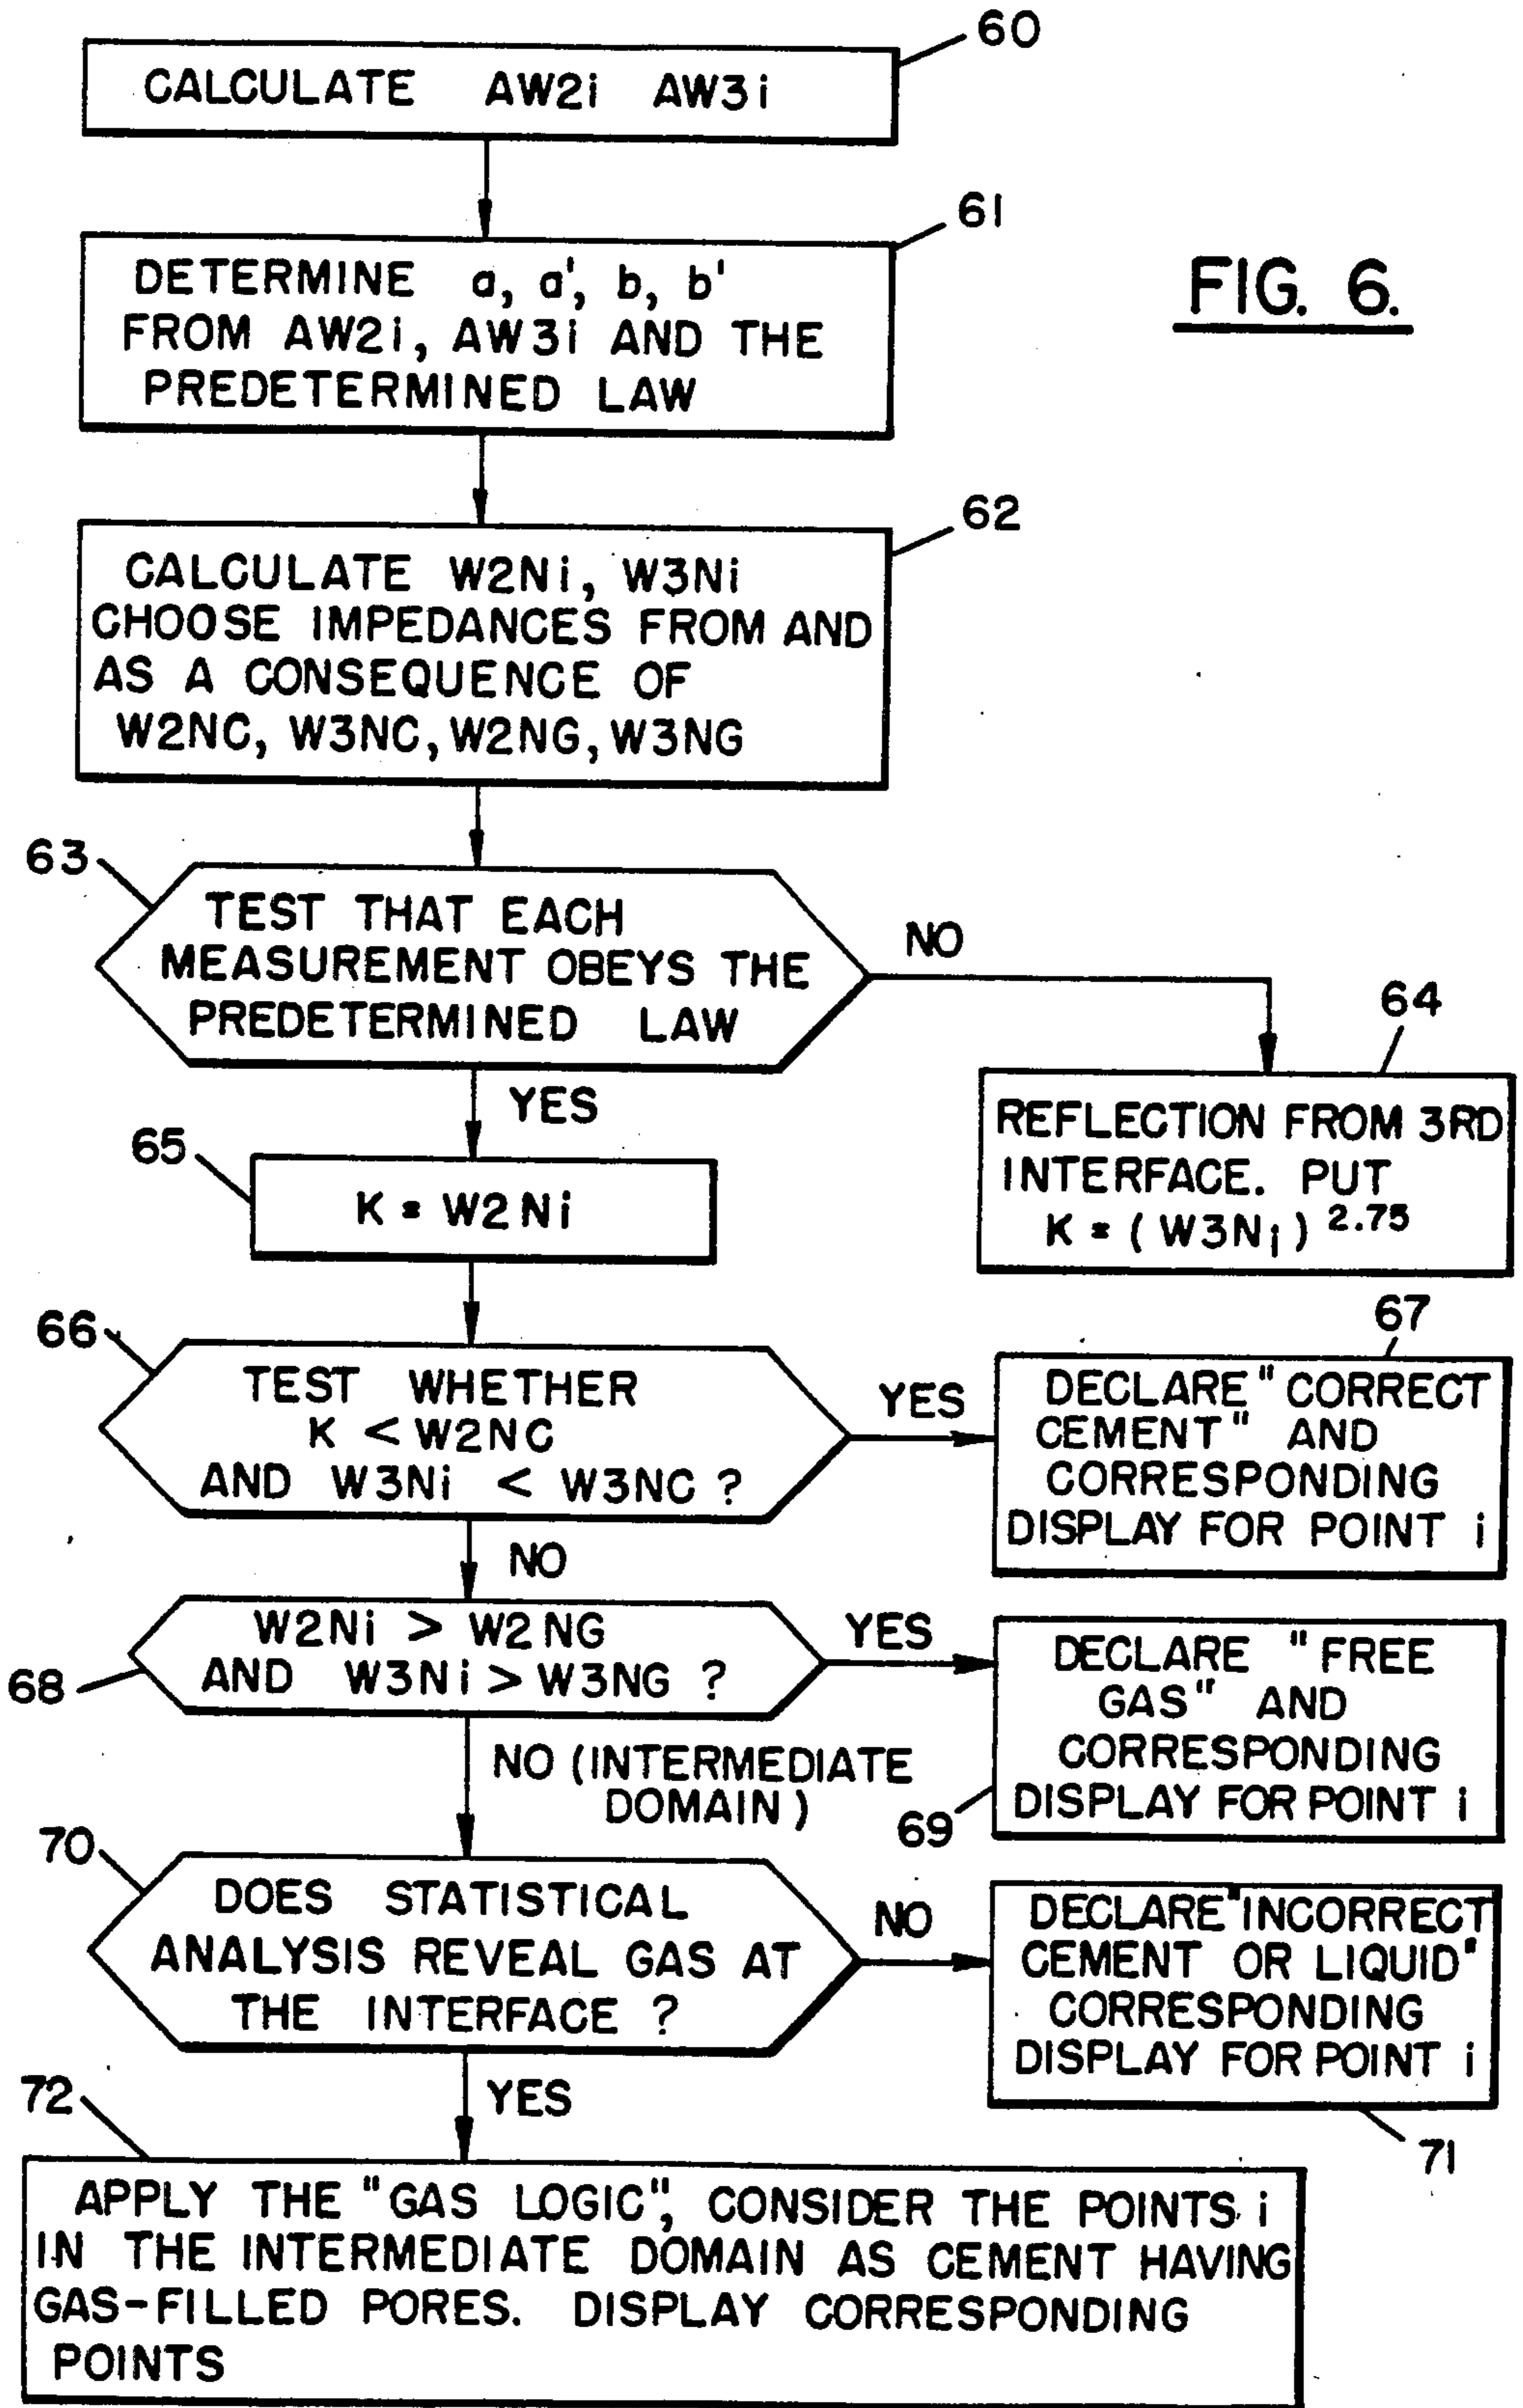 60
CALCULATE AW2i AW3i
61
DETERMINE a, a', b, b'
FROM AW2i, AW3i AND THE
PREDETERMINED LAW
FIG. 6.
62
CALCULATE W2Ni, W3Ni
CHOOSE IMPEDANCES FROM AND
AS A CONSEQUENCE OF
W2NC, W3NC, W2NG, W3NG
63
TEST THAT EACH
MEASUREMENT OBEYS THE
PREDETERMINED LAW
NO
64
REFLECTION FROM 3RD
INTERFACE. PUT
K = (W3Ni) 2.75
YES
65
K = W2Ni
66
TEST WHETHER
K < W2NC
AND W3Ni < W3NC ?
YES
67
DECLARE "CORRECT
CEMENT" AND
CORRESPONDING
DISPLAY FOR POINT i
NO
68
W2Ni > W2NG
AND W3Ni > W3NG ?
YES
69
DECLARE "FREE
GAS" AND
CORRESPONDING
DISPLAY FOR POINT i
NO (INTERMEDIATE
DOMAIN)
70
DOES STATISTICAL
ANALYSIS REVEAL GAS AT
THE INTERFACE ?
NO
DECLARE "INCORRECT
CEMENT OR LIQUID"
CORRESPONDING
DISPLAY FOR POINT i
71
YES
72
APPLY THE "GAS LOGIC", CONSIDER THE POINTS i
IN THE INTERMEDIATE DOMAIN AS CEMENT HAVING
GAS-FILLED PORES. DISPLAY CORRESPONDING
POINTS